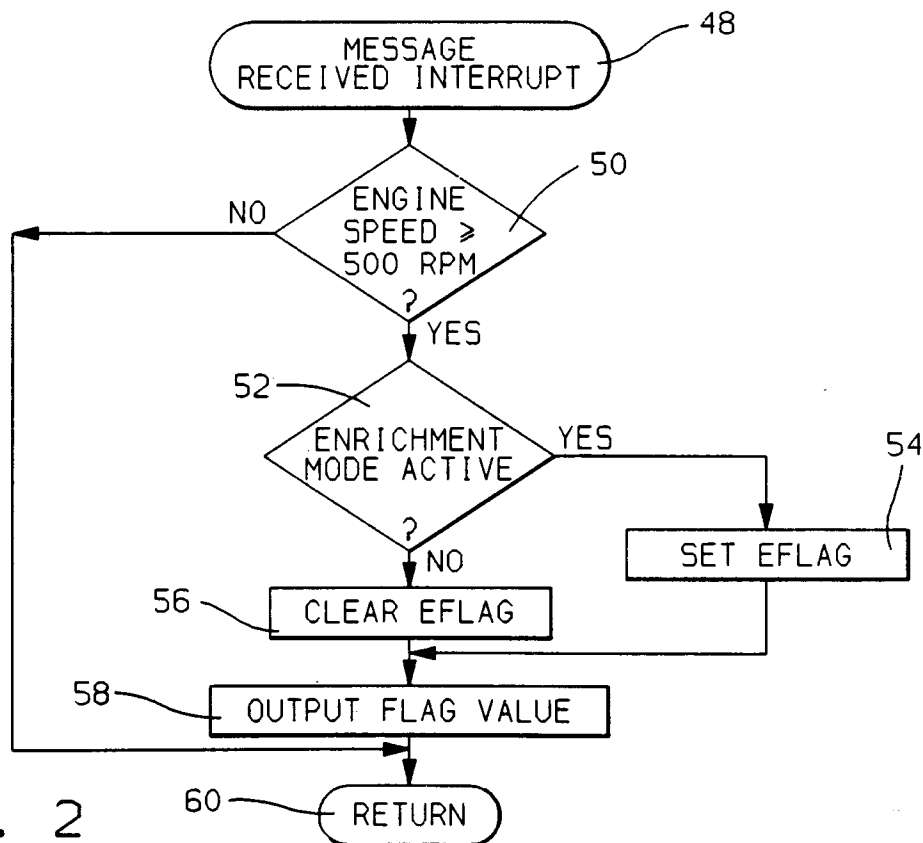 MESSAGE
RECEIVED INTERRUPT
48
ENGINE
SPEED ⩾
500 RPM
?
50
NO
YES
52
ENRICHMENT
MODE ACTIVE
?
YES
54
SET EFLAG
NO
56
CLEAR EFLAG
58
OUTPUT FLAG VALUE
60
RETURN
. 2